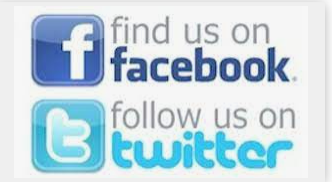 f find us on
facebook.
t follow us on
twitter